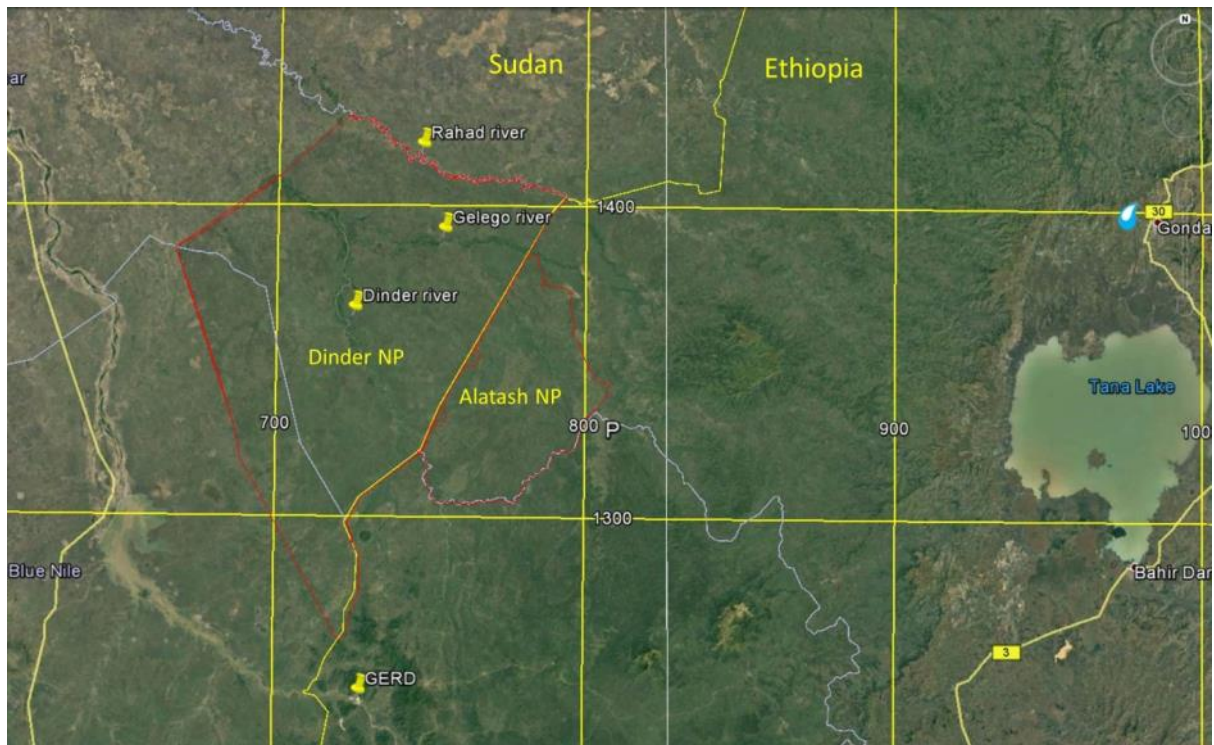 N
Sudan
Ethiopia
ar
Rahad river
1400
30
Gelego river
Gonda
Dinder river
Dinder NP
Alatash NP
Tana Lake
700
800
P
900
100
1300
Blue Nile
Bahir Dar
3
GERD